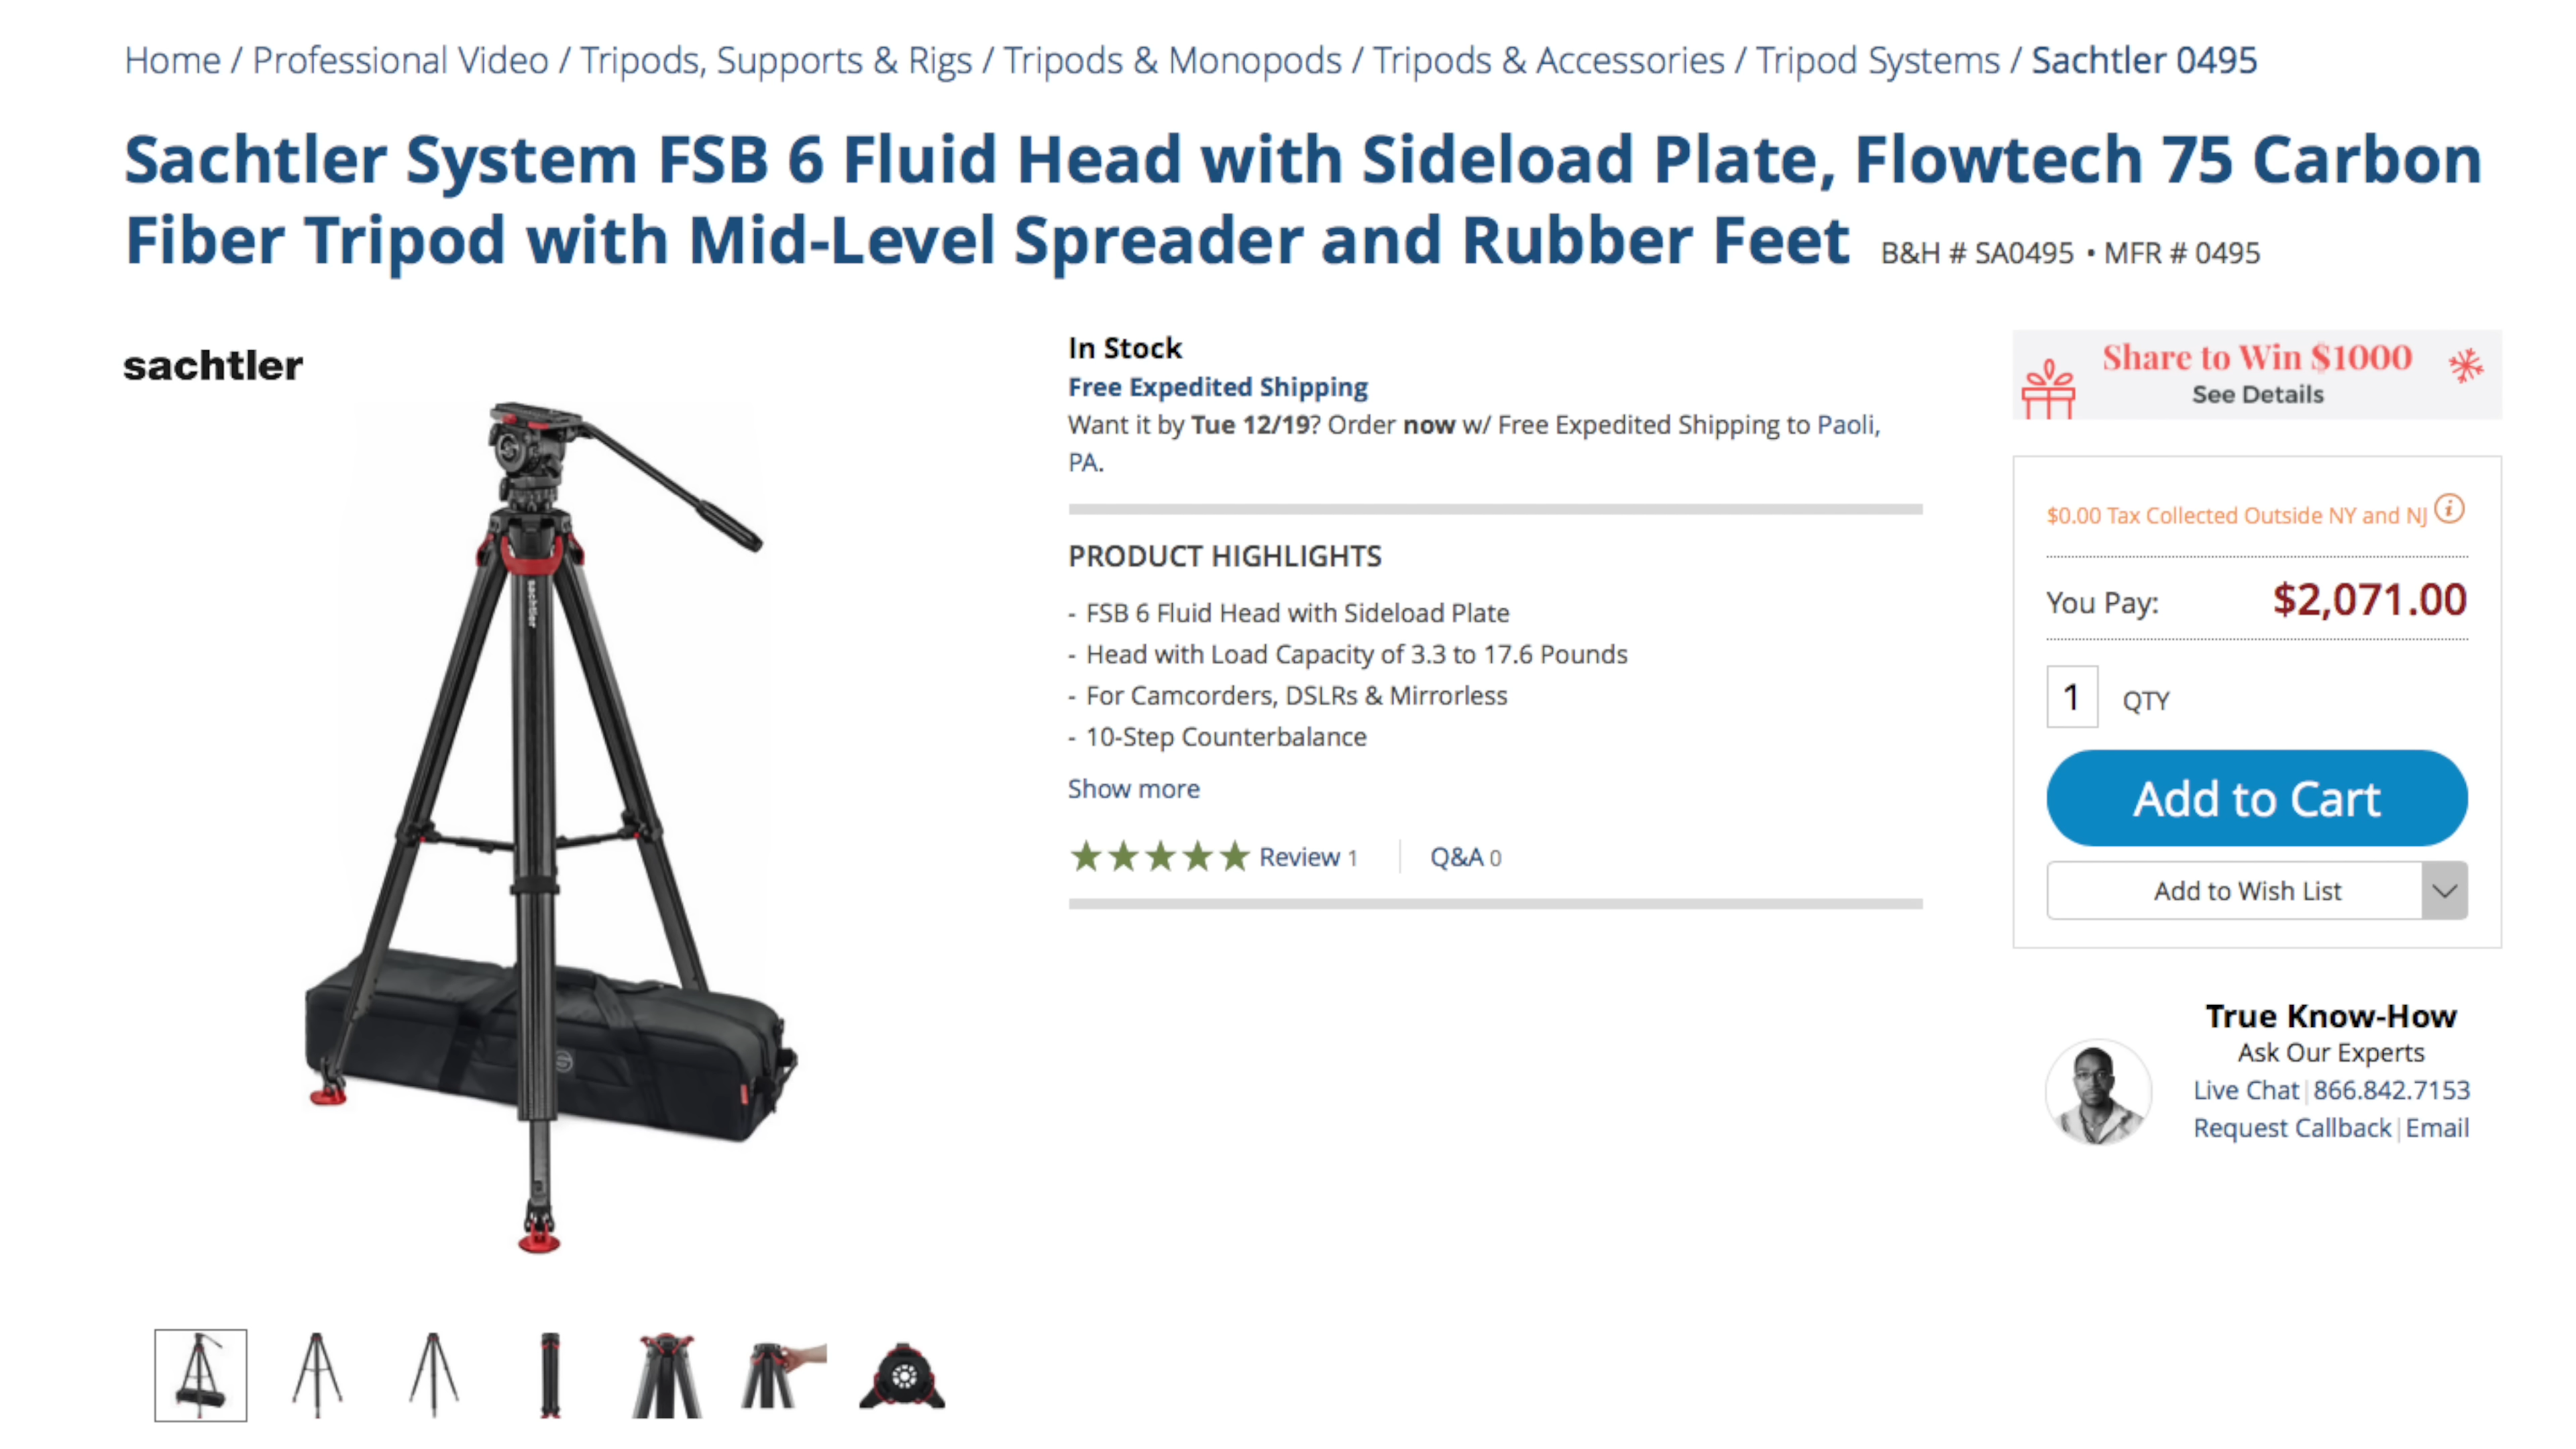 Home / Professional Video / Tripods, Supports & Rigs / Tripods & Monopods / Tripods & Accessories / Tripod Systems / Sachtler 0495
Sachtler System FSB 6 Fluid Head with Sideload Plate, Flowtech 75 Carbon
Fiber Tripod with Mid-Level Spreader and Rubber Feet B&H # SA0495 • MFR # 0495
sachtler
sachtler
In Stock
Free Expedited Shipping
Want it by Tue 12/19? Order now w/ Free Expedited Shipping to Paoli,
PA.
PRODUCT HIGHLIGHTS
- FSB 6 Fluid Head with Sideload Plate
- Head with Load Capacity of 3.3 to 17.6 Pounds
- For Camcorders, DSLRs & Mirrorless
- 10-Step Counterbalance
Show more
Review 1
Q&A 0
Share to Win $1000
See Details
$0.00 Tax Collected Outside NY and NJ i
You Pay: $2,071.00
1 QTY
Add to Cart
Add to Wish List
True Know-How
Ask Our Experts
Live Chat | 866.842.7153
Request Callback | Email